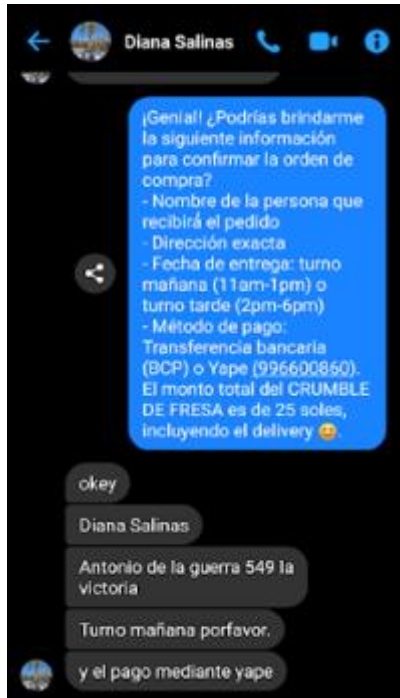 Diana Salinas
¡Genial! ¿Podrías brindarme
la siguiente información
para confirmar la orden de
compra?
- Nombre de la persona que
recibirá el pedido
- Dirección exacta
- Fecha de entrega: turno
mañana (11am-1pm) o
turno tarde (2pm-6pm)
- Método de pago:
Transferencia bancaria
(BCP) o Yape (996600860).
El monto total del CRUMBLE
DE FRESA es de 25 soles,
incluyendo el delivery 😊.
okey
Diana Salinas
Antonio de la guerra 549 la
victoria
Turno mañana porfavor.
y el pago mediante yape